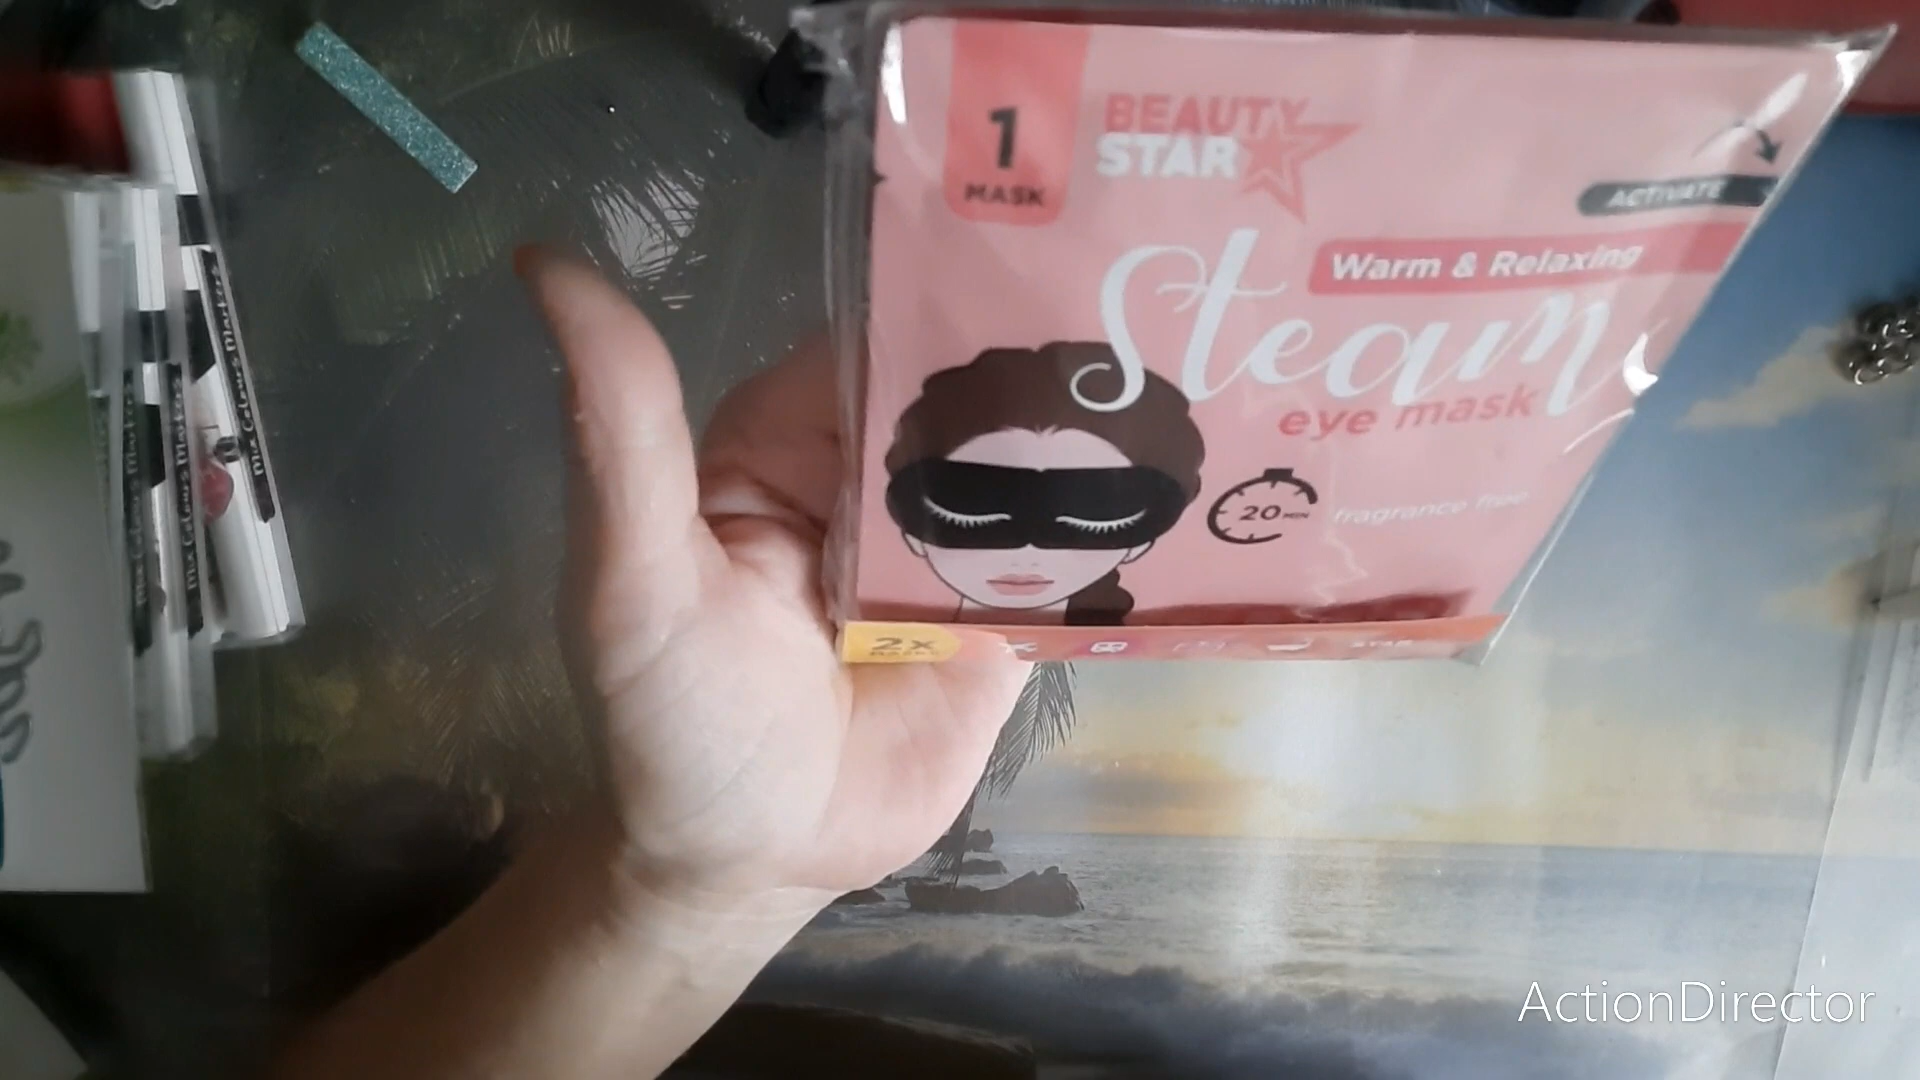 1
MASK
BEAUTY
STAR
ACTIVATE
Warm & Relaxing
Steam
eye mask
20 MIN
fragrance free
2x
Mix Colours Markers
Mix Colours Markers
Mix Colours Markers
ActionDirector